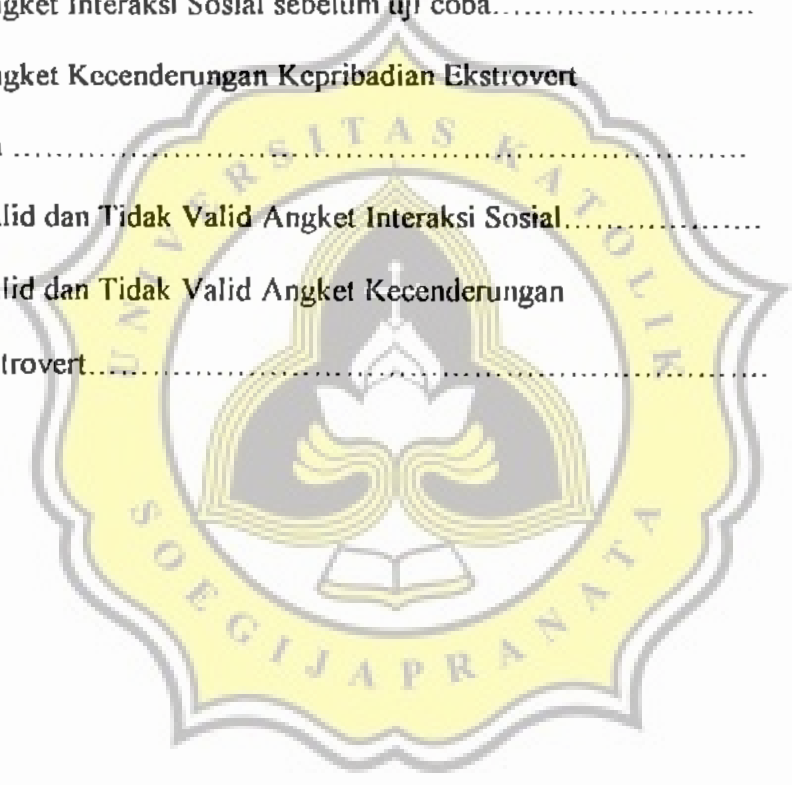 ngket Interaksi Sosial sebelum uji coba
ngket Kecenderungan Kepribadian Ekstrovert
lid dan Tidak Valid Angket Interaksi Sosial
lid dan Tidak Valid Angket Kecenderungan
trovert
UNIVERSITAS KATOLIK
SOEGIJAPRANATA